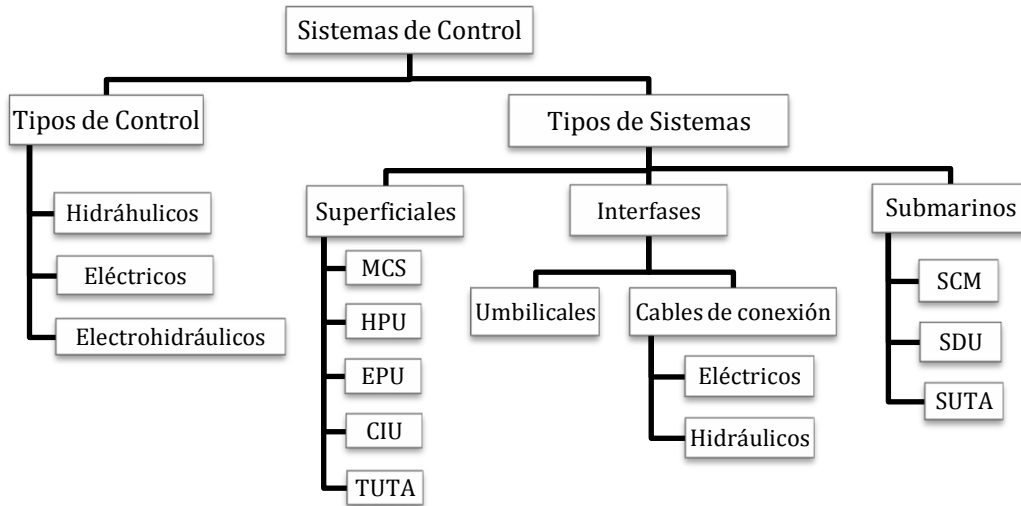 Sistemas de Control
Tipos de Control
Hidráhulicos
Eléctricos
Electrohidráulicos
Tipos de Sistemas
Superficiales
MCS
HPU
EPU
CIU
TUTA
Interfases
Umbilicales
Cables de conexión
Eléctricos
Hidráulicos
Submarinos
SCM
SDU
SUTA